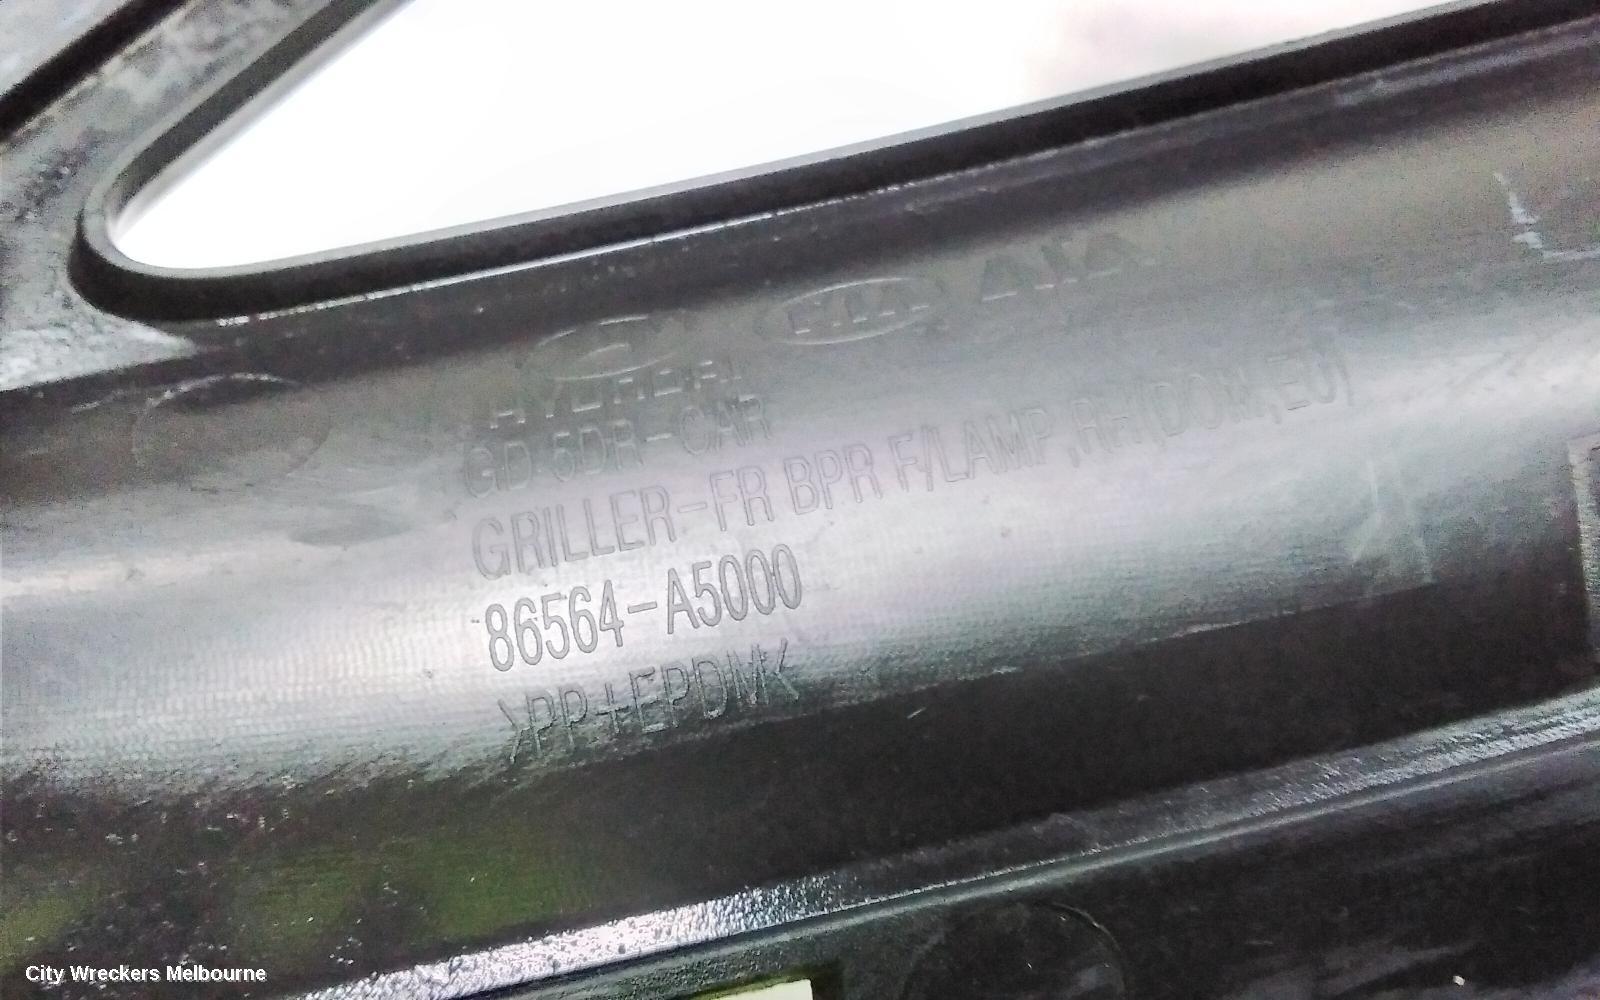 KIA AIA
HYUNDAI
GD 5DR-CAR
GRILLER-FR BPR F/LAMP,RH(DOM,EU)
86564-A5000
>PP+EPDM<
City Wreckers Melbourne